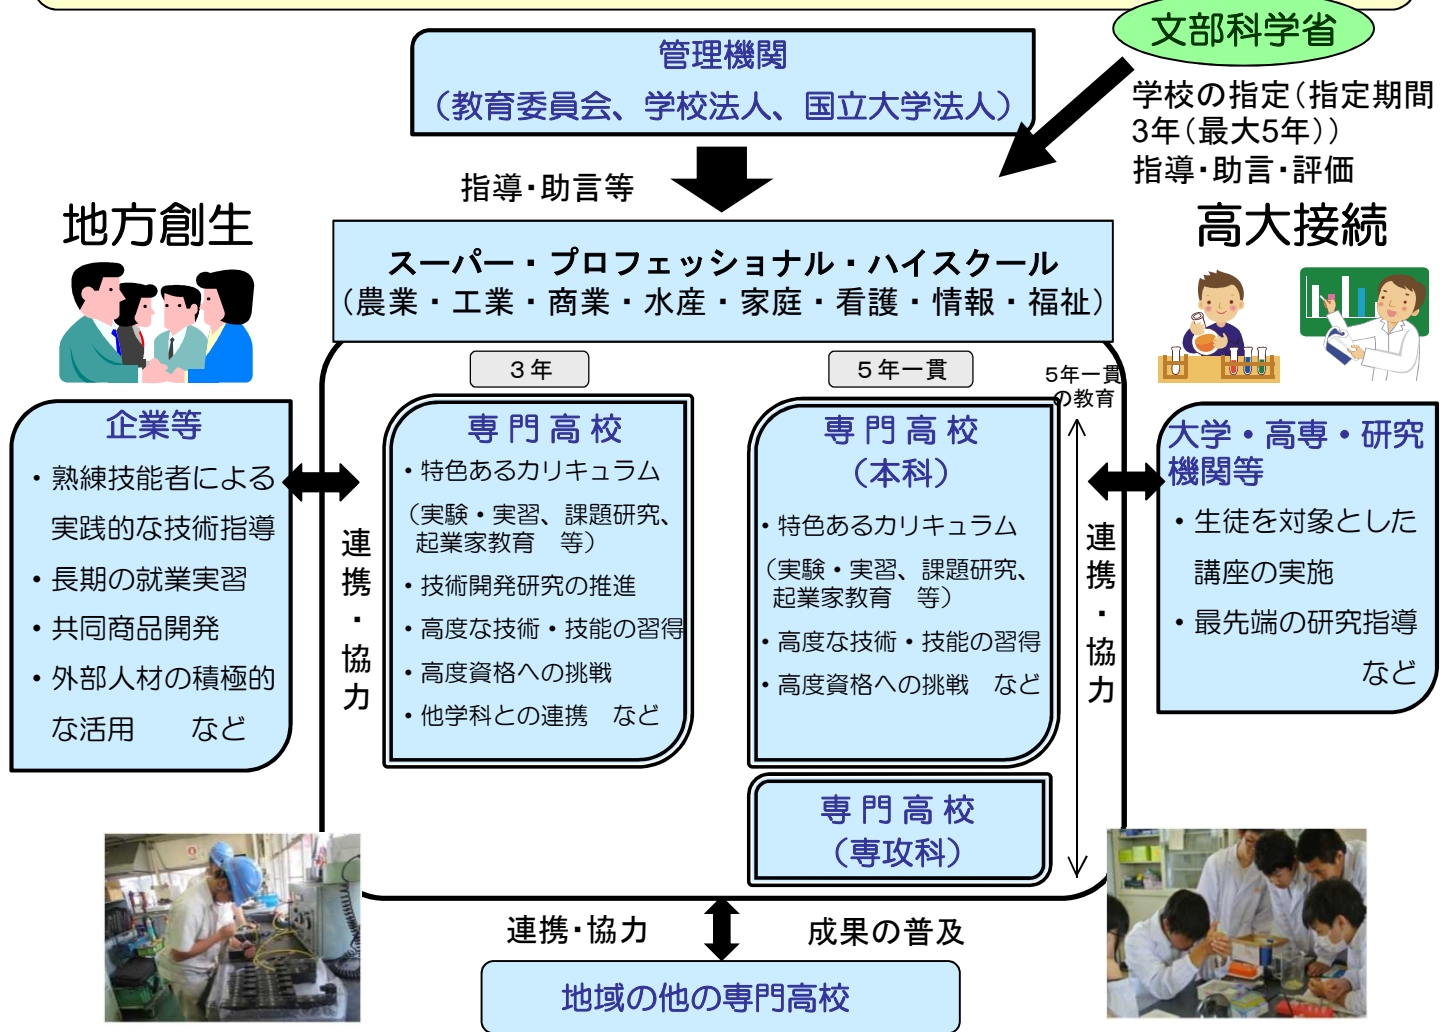 文部科学省
管理機関
（教育委員会、学校法人、国立大学法人）
学校の指定（指定期間
3年（最大5年））
指導・助言・評価
指導・助言等
地方創生
高大接続
スーパー・プロフェッショナル・ハイスクール
（農業・工業・商業・水産・家庭・看護・情報・福祉）
３年
５年一貫
５年一貫
の教育
企業等
・熟練技能者による
実践的な技術指導
・長期の就業実習
・共同商品開発
・外部人材の積極的
な活用　　など
連携・協力
専門高校
・特色あるカリキュラム
（実験・実習、課題研究、
起業家教育　等）
・技術開発研究の推進
・高度な技術・技能の習得
・高度資格への挑戦
・他学科との連携　など
専門高校
（本科）
・特色あるカリキュラム
（実験・実習、課題研究、
起業家教育　等）
・高度な技術・技能の習得
・高度資格への挑戦　など
専門高校
（専攻科）
連携・協力
大学・高専・研究
機関等
・生徒を対象とした
講座の実施
・最先端の研究指導
など
連携・協力
成果の普及
地域の他の専門高校